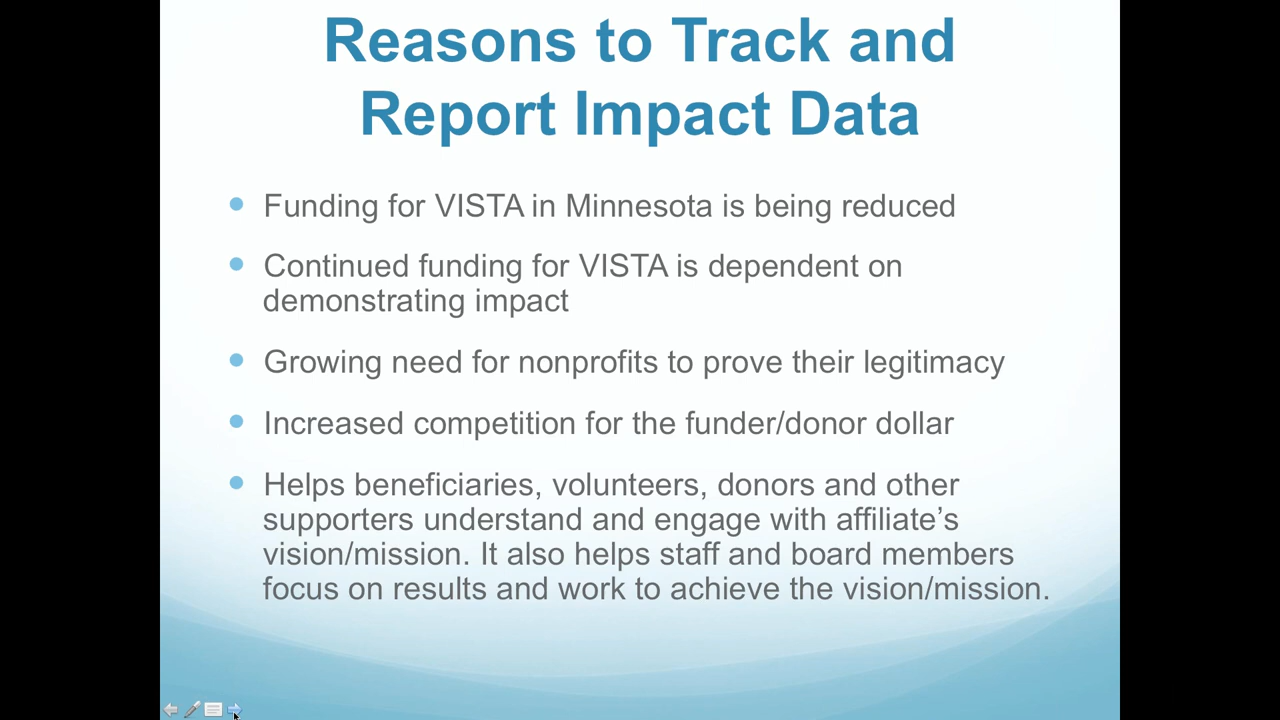 Reasons to Track and
Report Impact Data
Funding for VISTA in Minnesota is being reduced
Continued funding for VISTA is dependent on
demonstrating impact
Growing need for nonprofits to prove their legitimacy
Increased competition for the funder/donor dollar
Helps beneficiaries, volunteers, donors and other
supporters understand and engage with affiliate’s
vision/mission. It also helps staff and board members
focus on results and work to achieve the vision/mission.